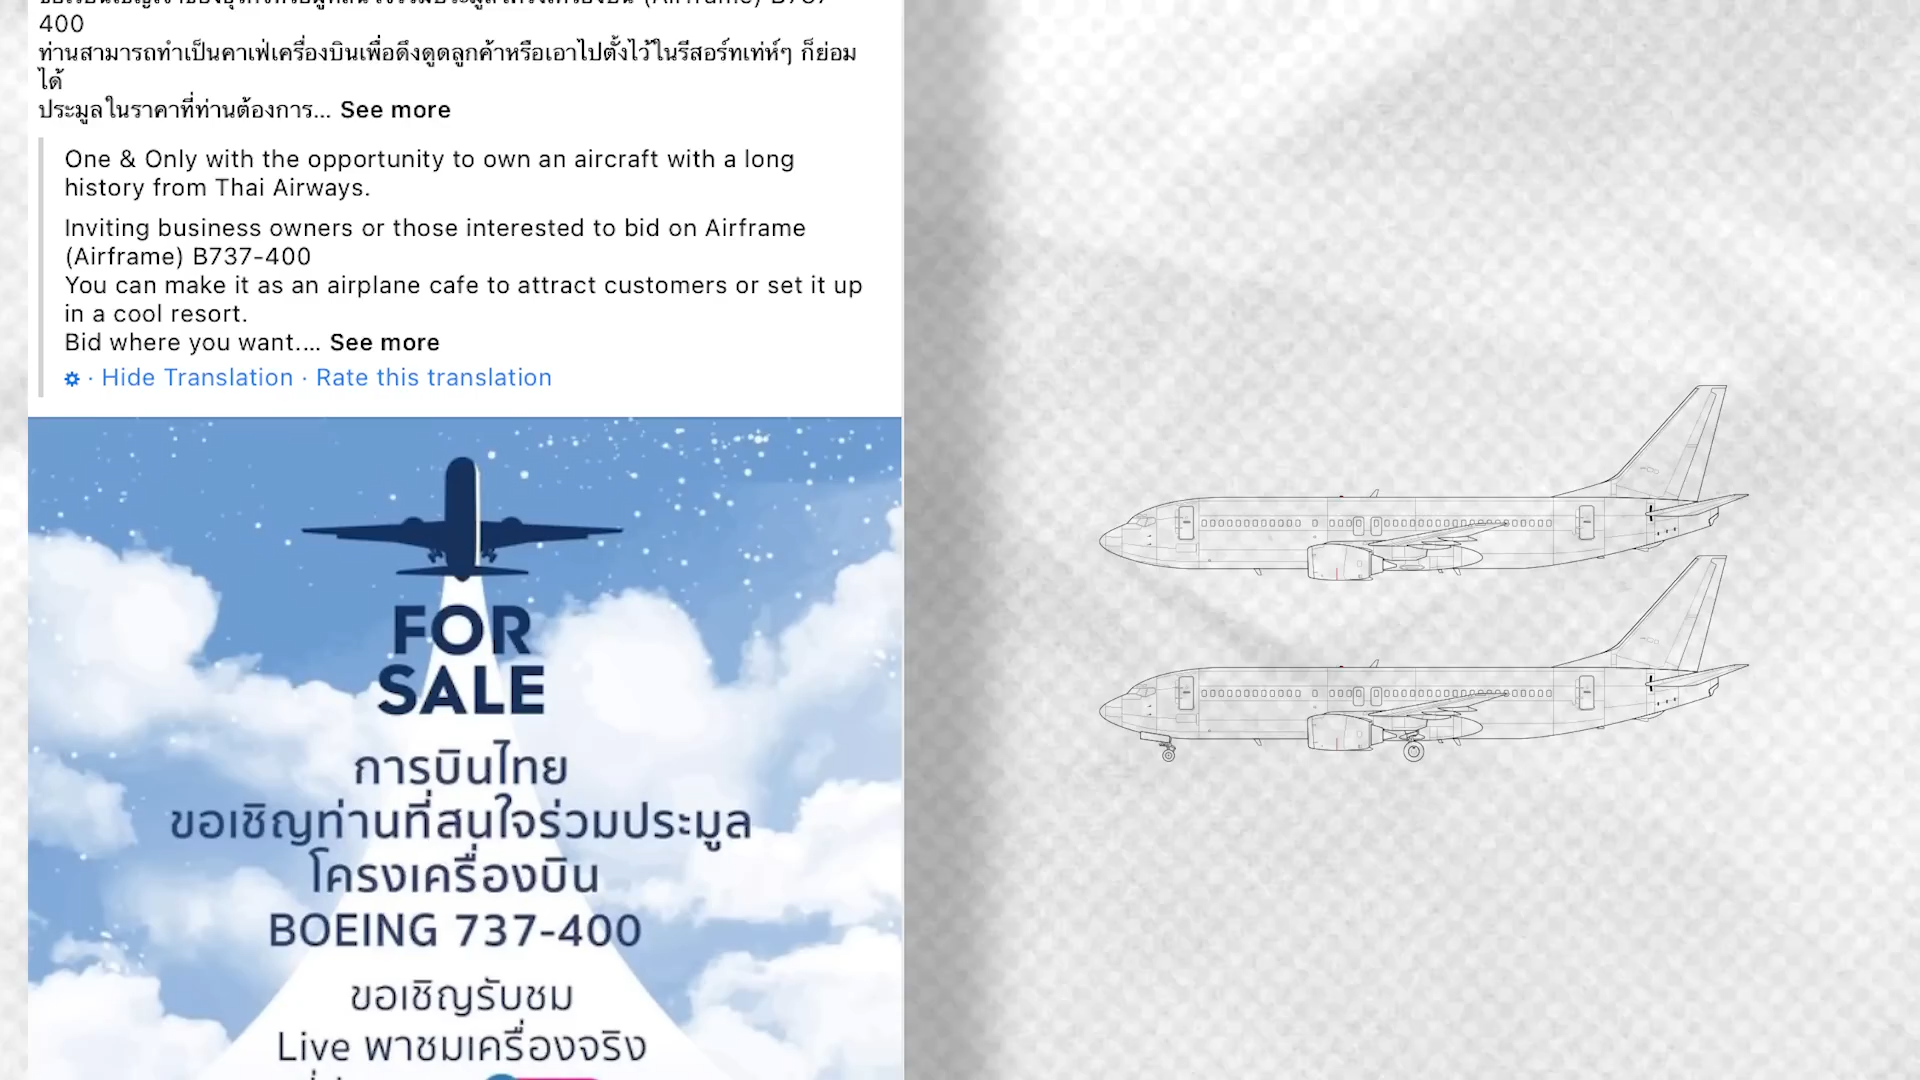 400
ท่านสามารถทำเป็นคาเฟ่เครื่องบินเพื่อดึงดูดลูกค้าหรือเอาไปตั้งไว้ในรีสอร์ทเท่ห์ๆ ก็ย่อม
ได้
ประมูลในราคาที่ท่านต้องการ... See more
One & Only with the opportunity to own an aircraft with a long
history from Thai Airways.
Inviting business owners or those interested to bid on Airframe
(Airframe) B737-400
You can make it as an airplane cafe to attract customers or set it up
in a cool resort.
Bid where you want.... See more
· Hide Translation · Rate this translation
FOR
SALE
การบินไทย
ขอเชิญท่านที่สนใจร่วมประมูล
โครงเครื่องบิน
BOEING 737-400
ขอเชิญรับชม
Live พาชมเครื่องจริง